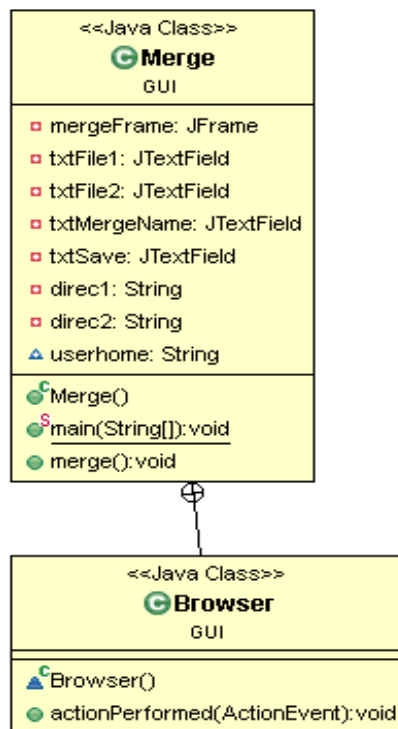 <<Java Class>>
Merge
GUI
mergeFrame: JFrame
txtFile1: JTextField
txtFile2: JTextField
txtMergeName: JTextField
txtSave: JTextField
direc1: String
direc2: String
userhome: String
Merge()
main(String[]):void
merge():void
<<Java Class>>
Browser
GUI
Browser()
actionPerformed(ActionEvent):void